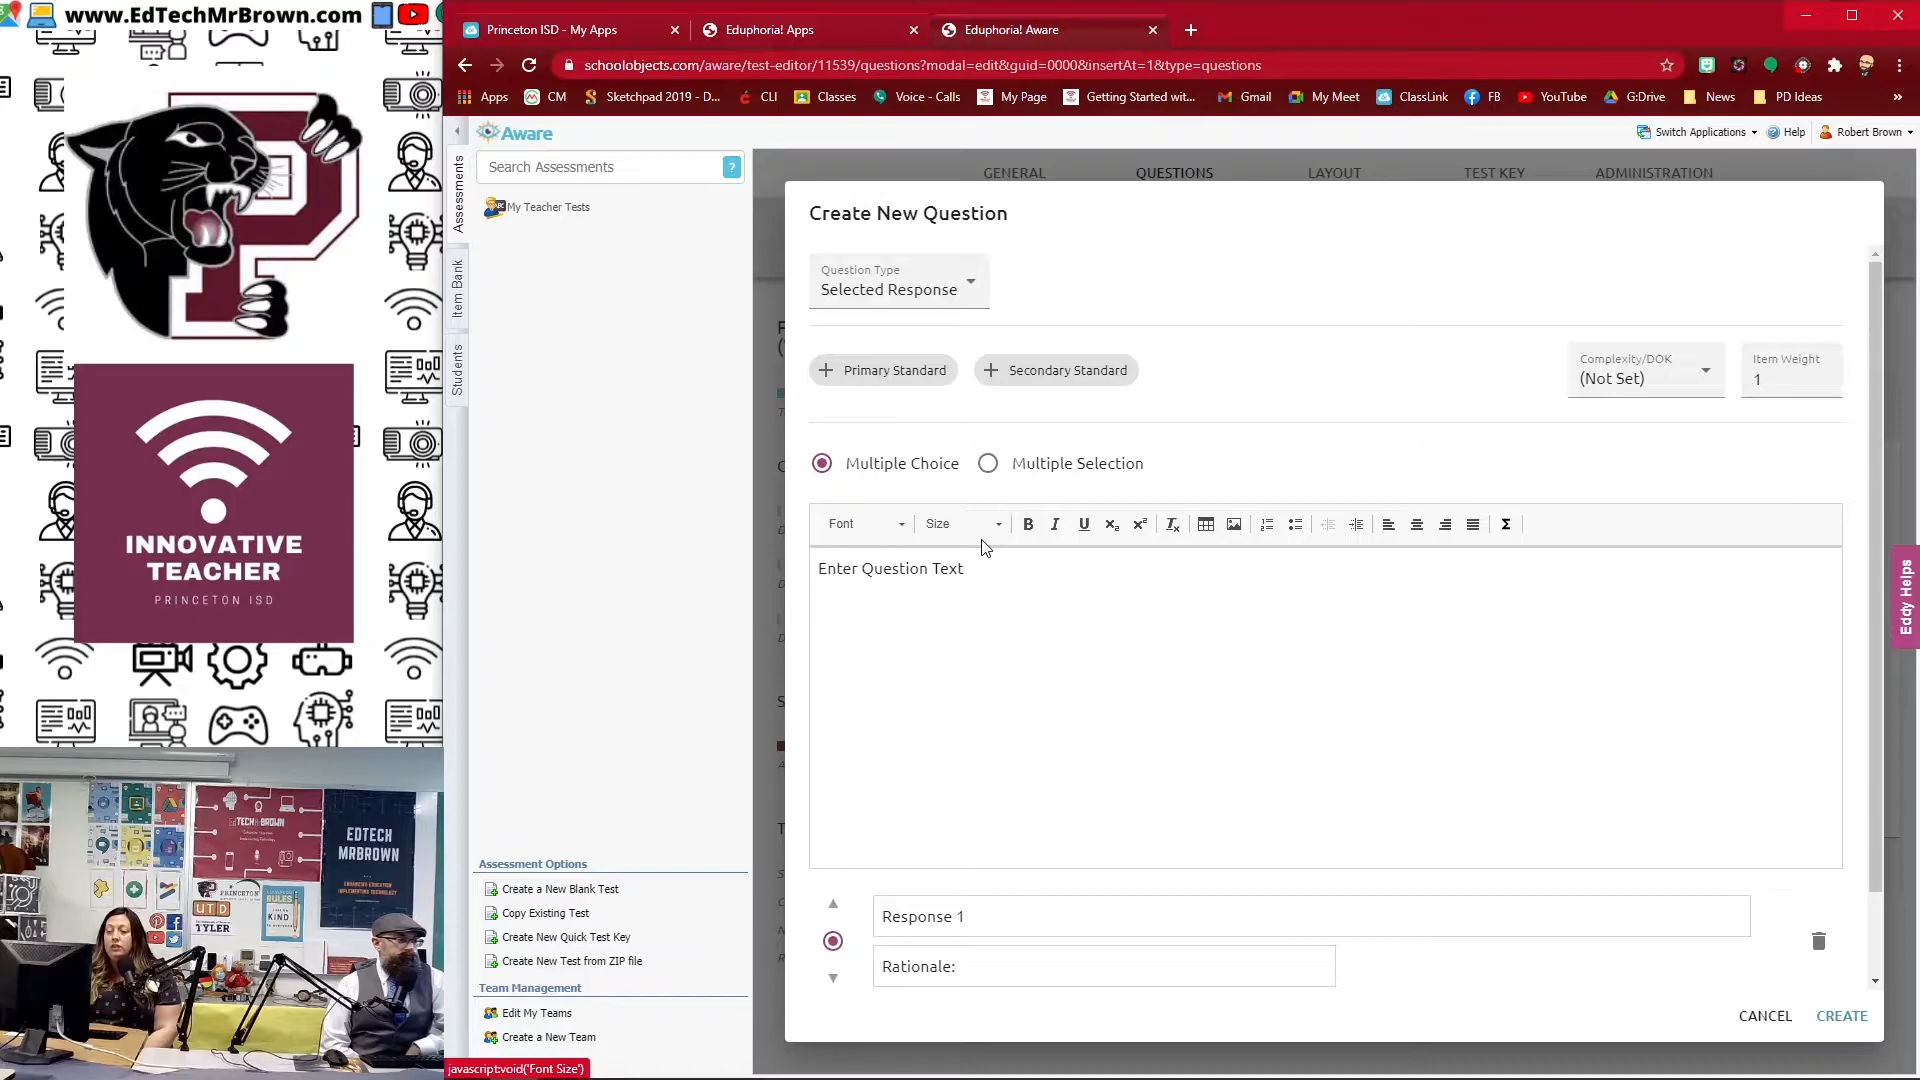 www.EdTechMrBrown.com
INNOVATIVE
TEACHER
PRINCETON ISD
EdTECHMRBROWN
EDTECH
MRBROWN
PRINCETON
UTD
TYLER
CLASSROOM
RULES
KIND
Princeton ISD - My Apps
Eduphoria! Apps
Eduphoria! Aware
schoolobjects.com/aware/test-editor/11539/questions?modal=edit&guid=0000&insertAt=1&type=questions
Apps
CM
Sketchpad 2019 - D...
CLI
Classes
Voice - Calls
My Page
Getting Started wit...
Gmail
My Meet
ClassLink
FB
YouTube
G:Drive
News
PD Ideas
»
Aware
Switch Applications
Help
Robert Brown
Assessments
Item Bank
Students
Search Assessments
?
My Teacher Tests
GENERAL
QUESTIONS
LAYOUT
TEST KEY
ADMINISTRATION
Create New Question
Question Type
Selected Response
Primary Standard
Secondary Standard
Complexity/DOK
(Not Set)
Item Weight
1
Multiple Choice
Multiple Selection
Font
Size
B
I
U
Enter Question Text
Response 1
Rationale:
CANCEL
CREATE
Eddy Helps
Assessment Options
Create a New Blank Test
Copy Existing Test
Create New Quick Test Key
Create New Test from ZIP file
Team Management
Edit My Teams
Create a New Team
javascript:void('Font Size')